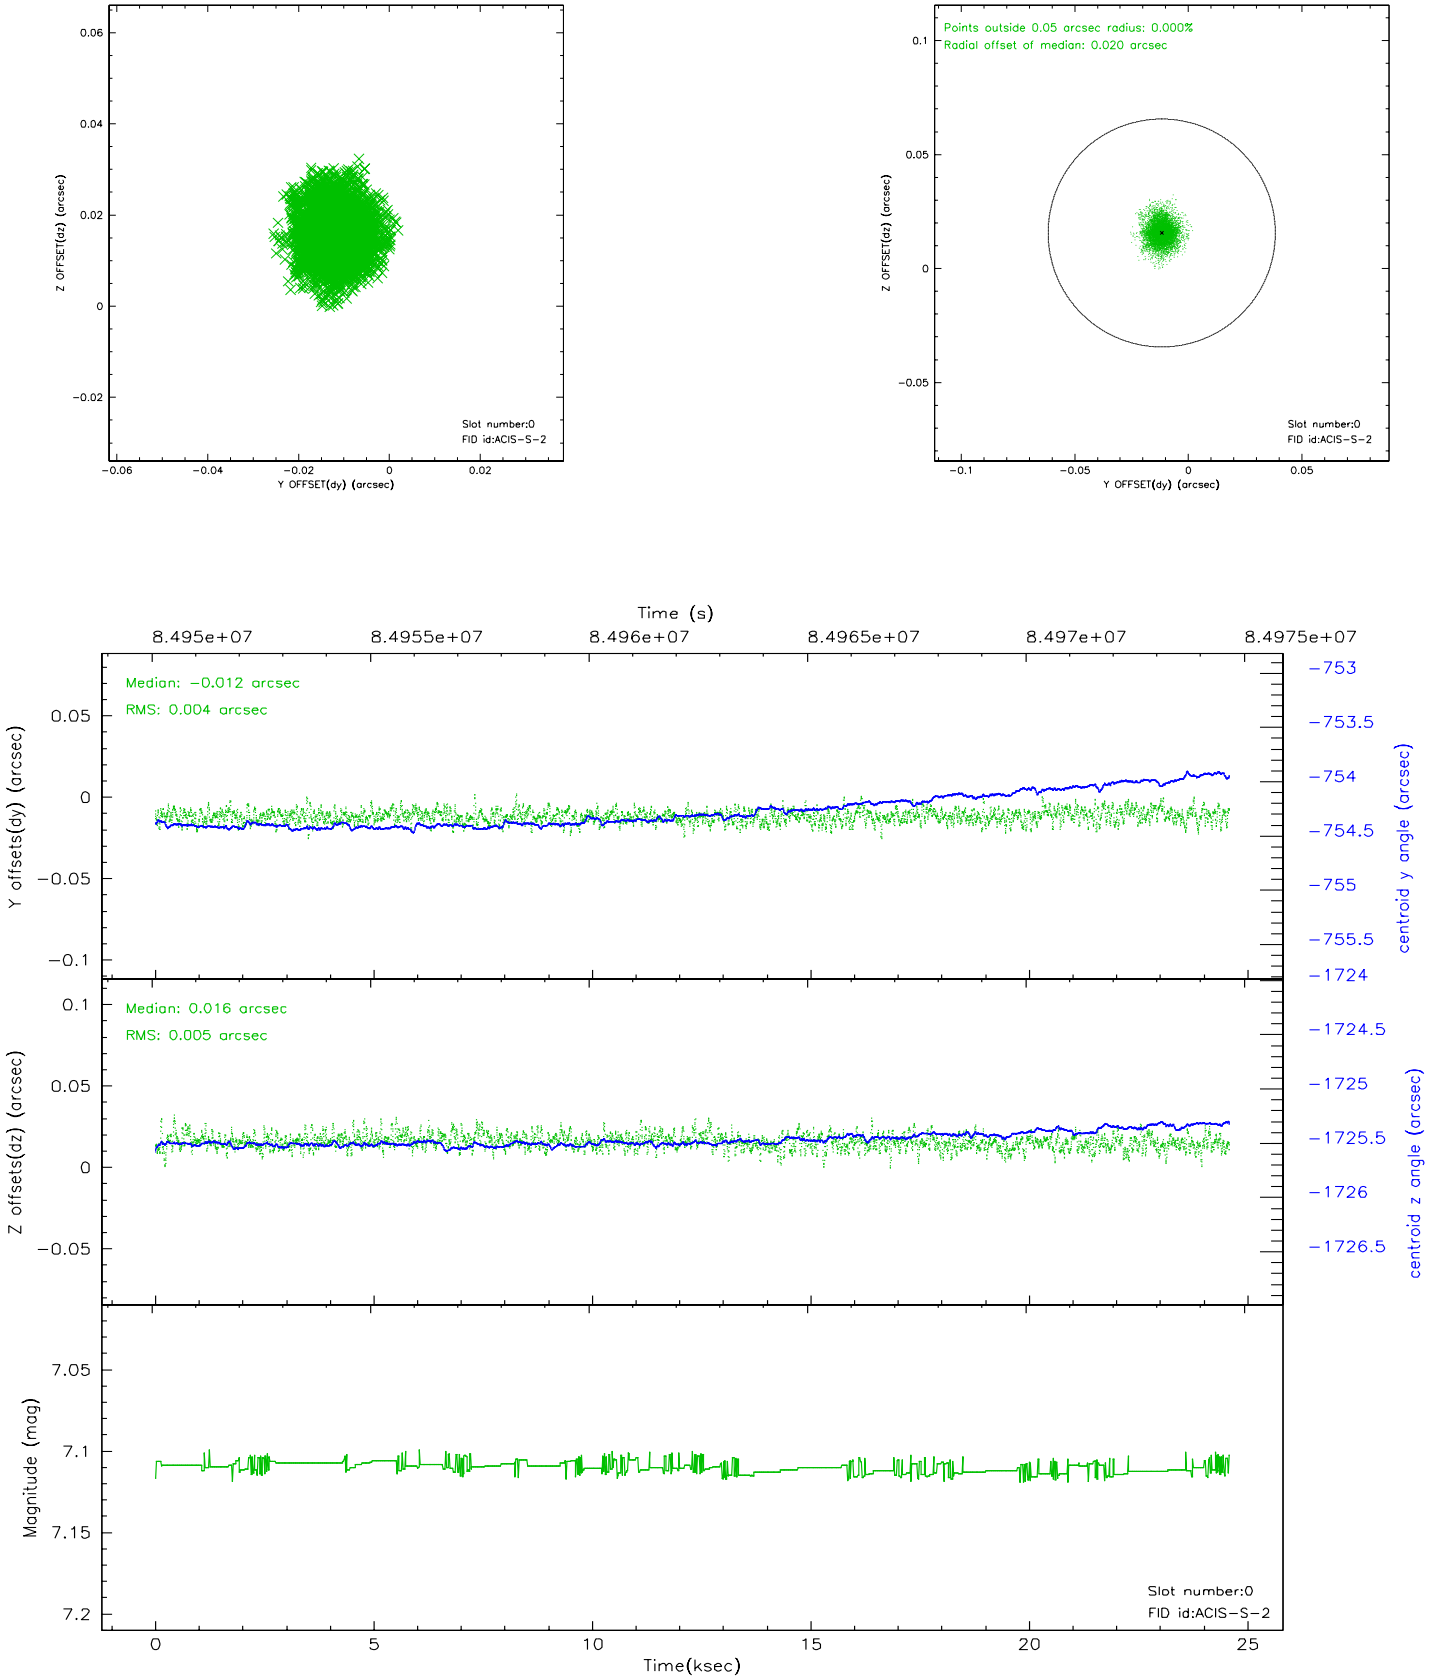 0.06
0.04
0.02
0
−0.02
Z OFFSET(dz) (arcsec)
Slot number:0
FID id:ACIS−S−2
−0.06
−0.04
−0.02
0
0.02
Y OFFSET(dy) (arcsec)
Points outside 0.05 arcsec radius: 0.000%
Radial offset of median: 0.020 arcsec
0.1
0.05
0
−0.05
Z OFFSET(dz) (arcsec)
Slot number:0
FID id:ACIS−S−2
−0.1
−0.05
0
0.05
Y OFFSET(dy) (arcsec)
Time (s)
8.495e+07
8.4955e+07
8.496e+07
8.4965e+07
8.497e+07
8.4975e+07
Median: −0.012 arcsec
RMS: 0.004 arcsec
0.05
0
−0.05
−0.1
Y offsets(dy) (arcsec)
−753
−753.5
−754
−754.5
−755
−755.5
centroid y angle (arcsec)
Median: 0.016 arcsec
RMS: 0.005 arcsec
0.1
0.05
0
−0.05
Z offsets(dz) (arcsec)
−1724
−1724.5
−1725
−1725.5
−1726
−1726.5
centroid z angle (arcsec)
7.05
7.1
7.15
7.2
Magnitude (mag)
Slot number:0
FID id:ACIS−S−2
0
5
10
15
20
25
Time(ksec)